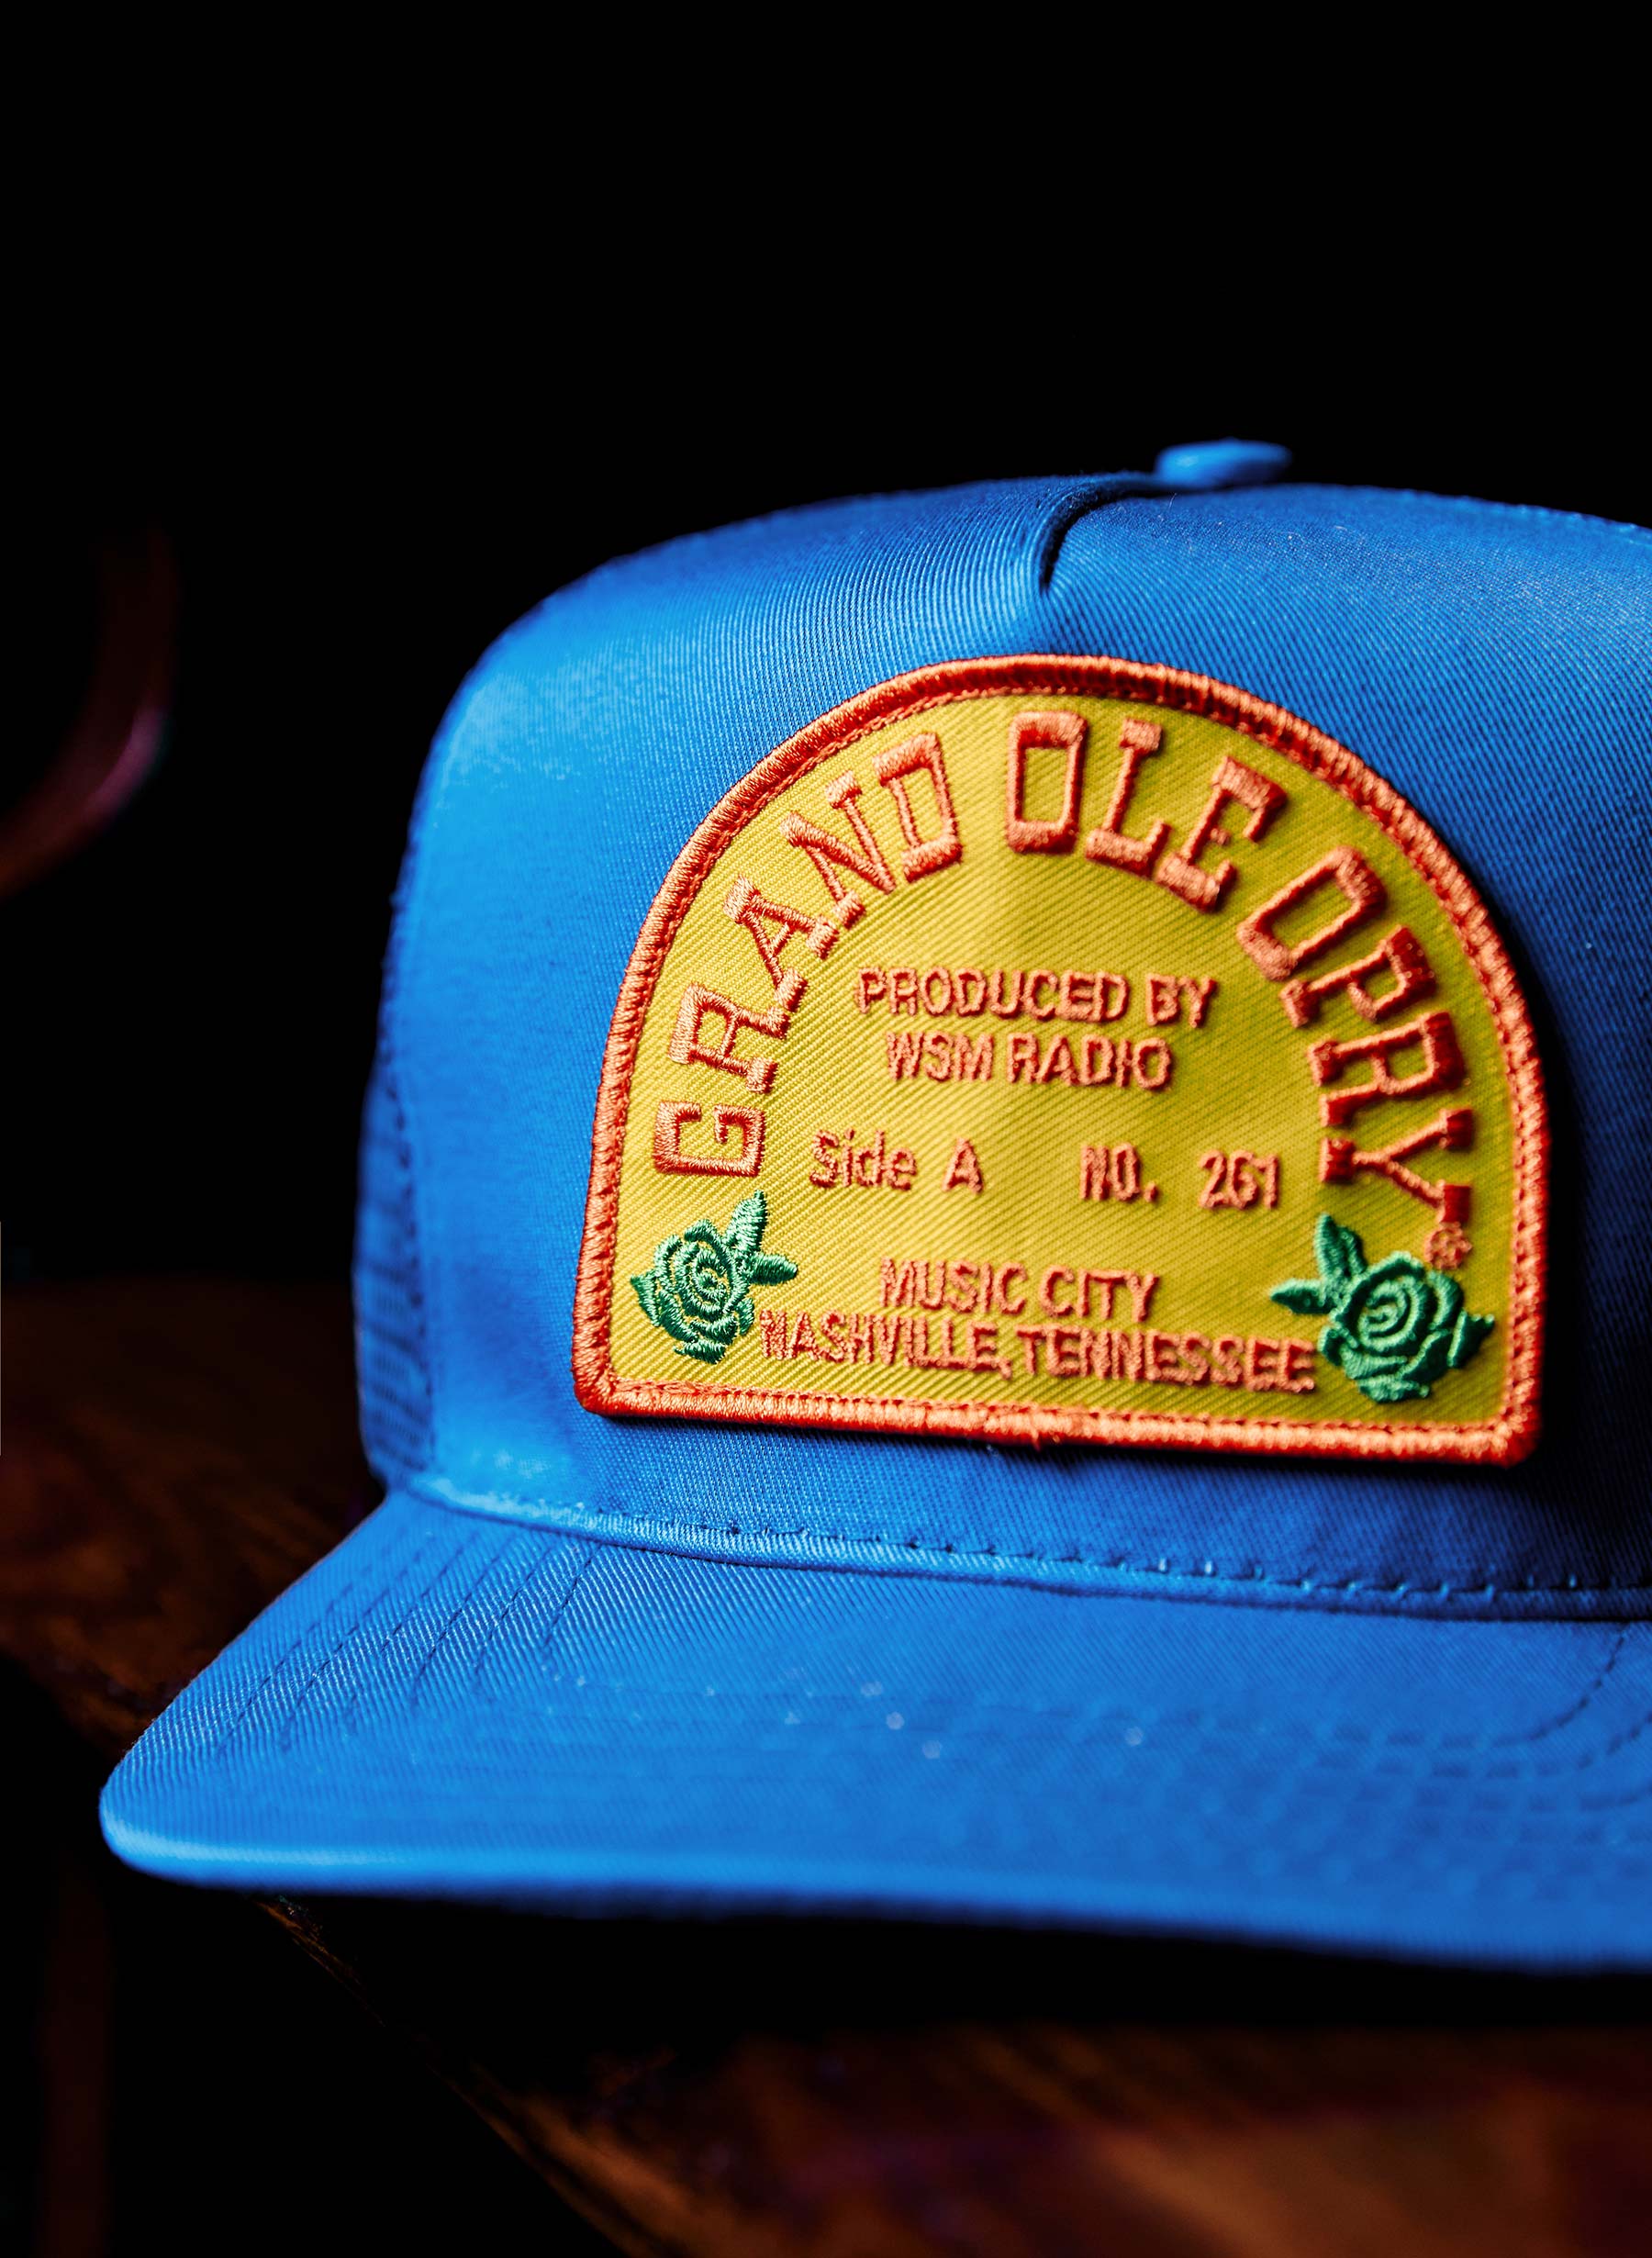 GRAND OLE OPRY®
PRODUCED BY
WSM RADIO
Side A NO. 261
MUSIC CITY
NASHVILLE, TENNESSEE